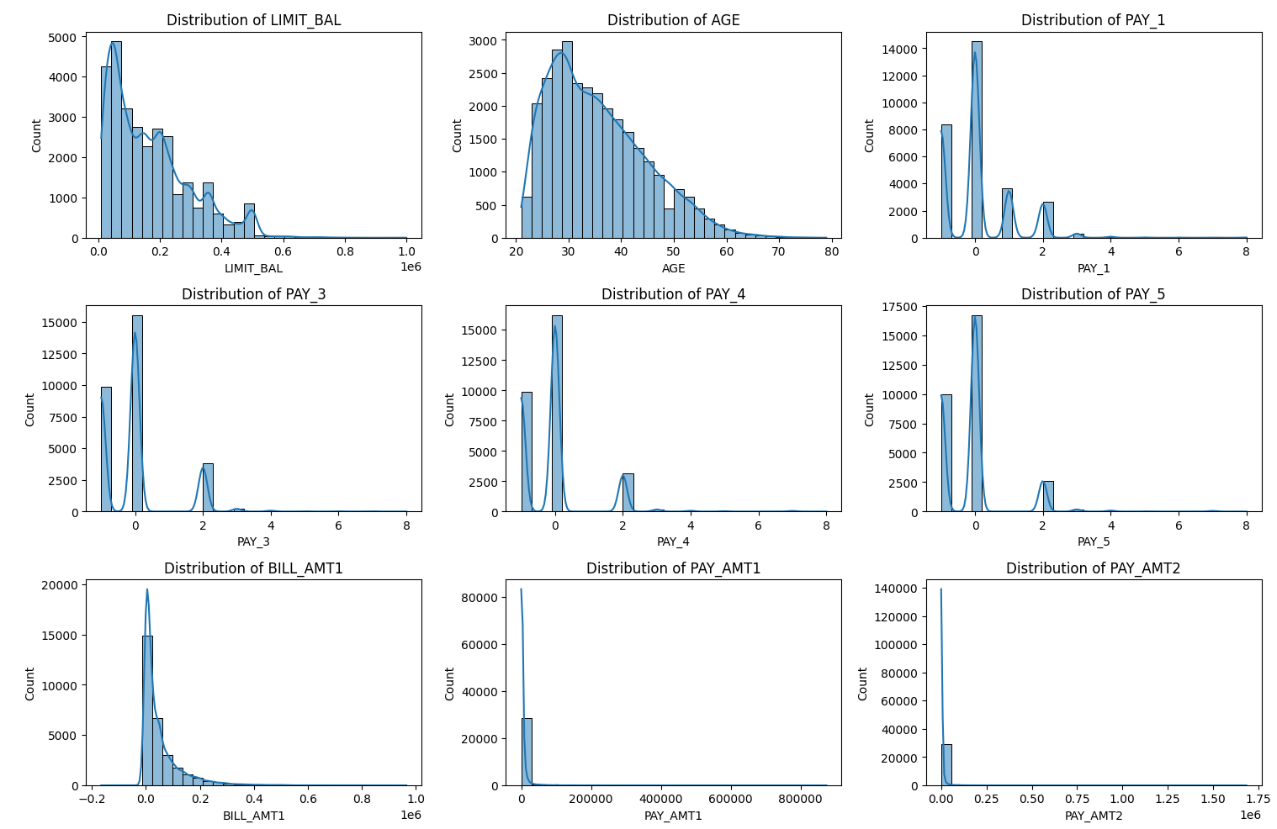 Distribution of LIMIT_BAL
Count
5000
4000
3000
2000
1000
0
0.0 0.2 0.4 0.6 0.8 1.0
1e6
LIMIT_BAL
Distribution of AGE
Count
3000
2500
2000
1500
1000
500
0
20 30 40 50 60 70 80
AGE
Distribution of PAY_1
Count
14000
12000
10000
8000
6000
4000
2000
0
0 2 4 6 8
PAY_1
Distribution of PAY_3
Count
15000
12500
10000
7500
5000
2500
0
0 2 4 6 8
PAY_3
Distribution of PAY_4
Count
15000
12500
10000
7500
5000
2500
0
0 2 4 6 8
PAY_4
Distribution of PAY_5
Count
17500
15000
12500
10000
7500
5000
2500
0
0 2 4 6 8
PAY_5
Distribution of BILL_AMT1
Count
20000
15000
10000
5000
0
−0.2 0.0 0.2 0.4 0.6 0.8 1.0
1e6
BILL_AMT1
Distribution of PAY_AMT1
Count
80000
60000
40000
20000
0
0 200000 400000 600000 800000
PAY_AMT1
Distribution of PAY_AMT2
Count
140000
120000
100000
80000
60000
40000
20000
0
0.00 0.25 0.50 0.75 1.00 1.25 1.50 1.75
1e6
PAY_AMT2